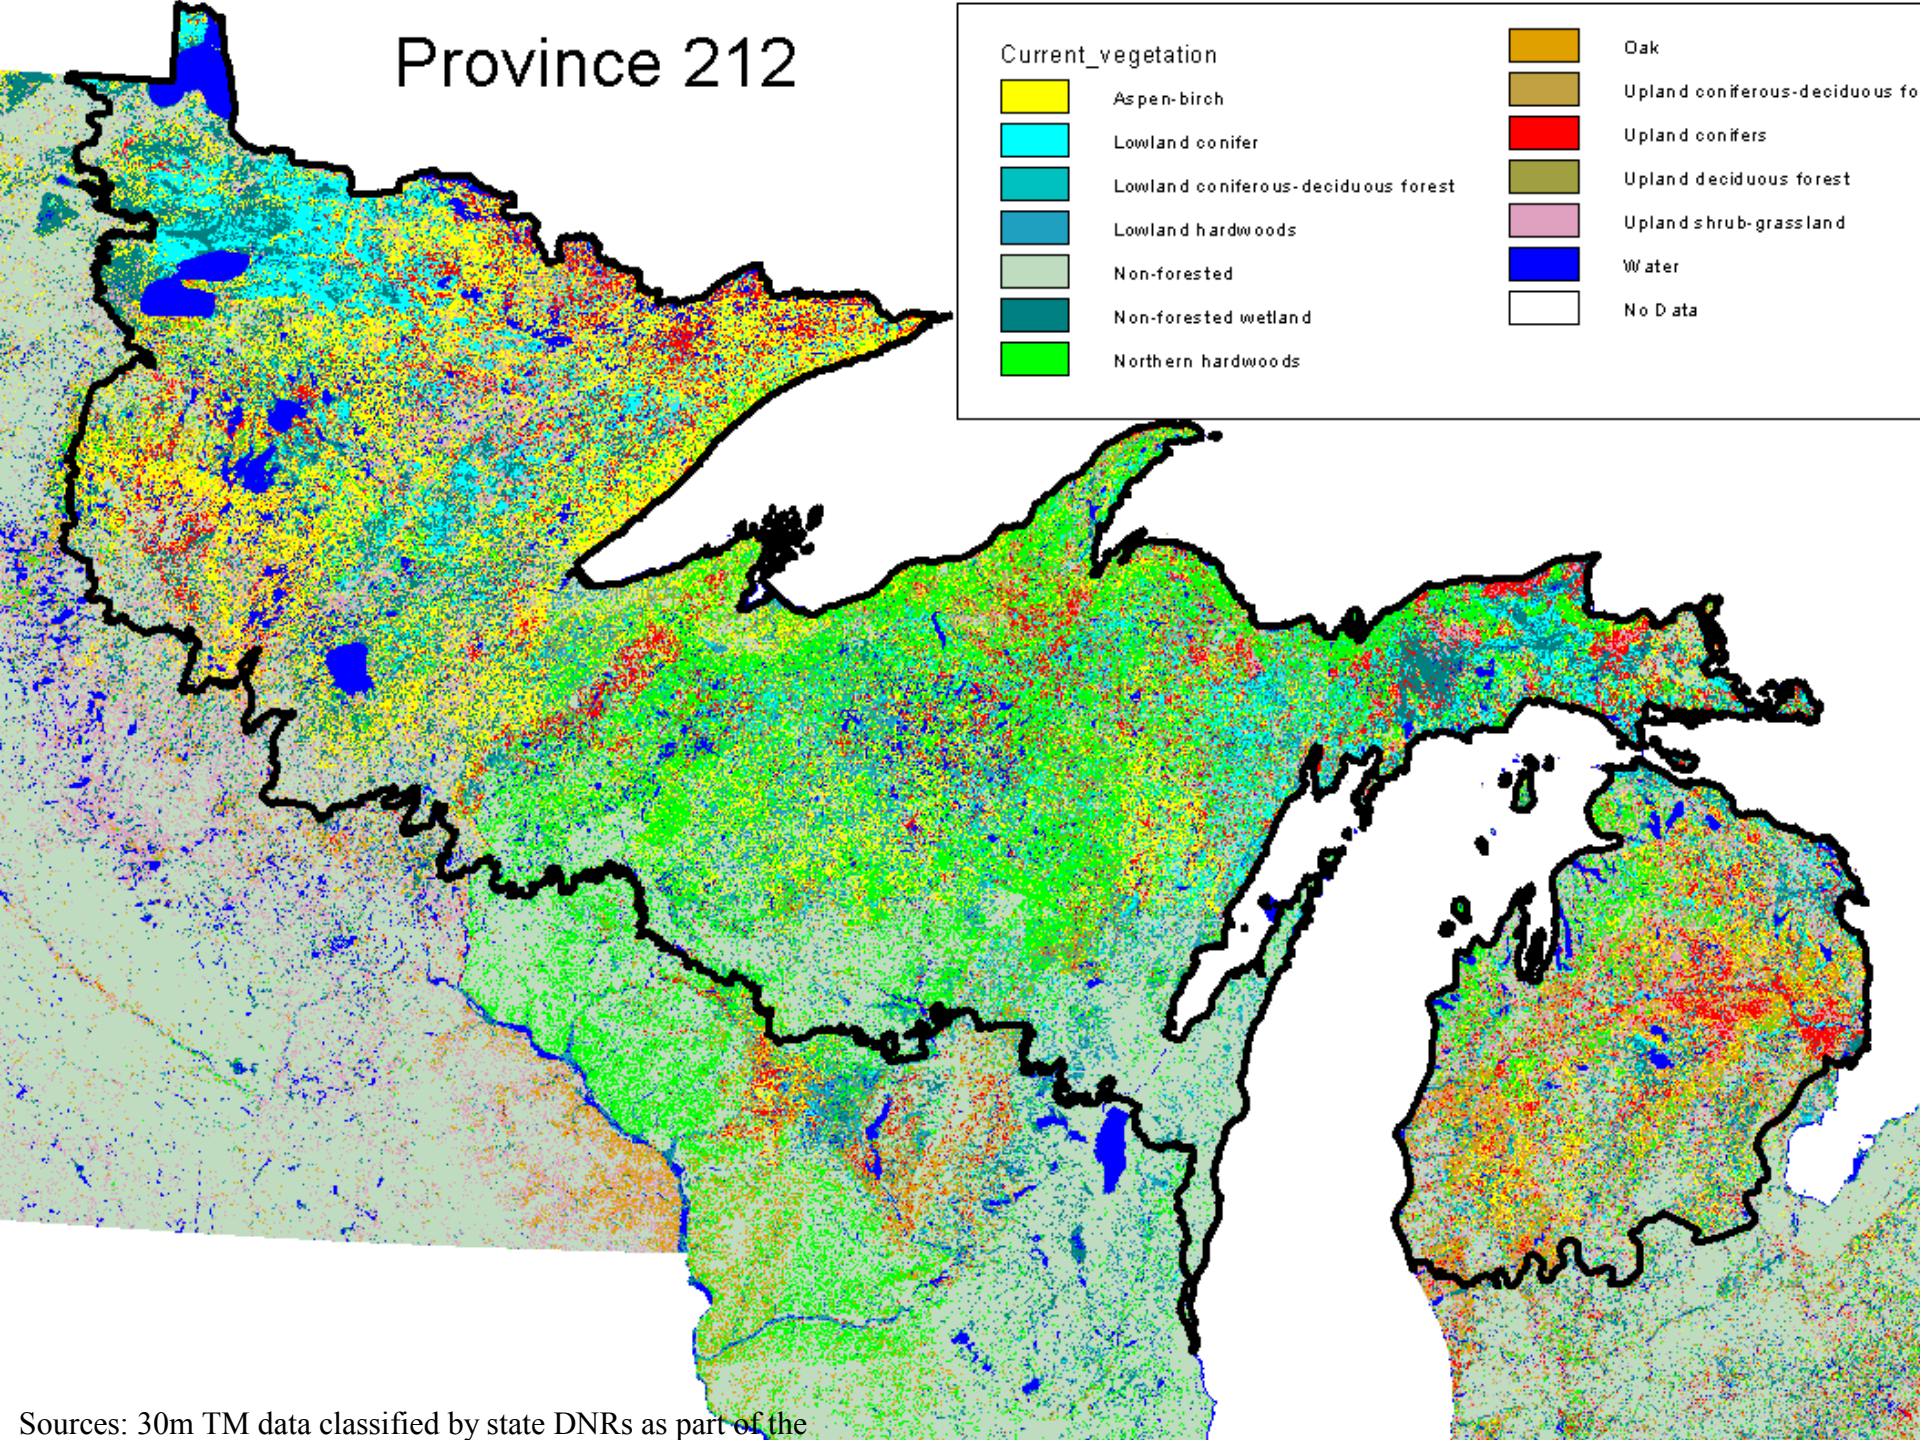 Province 212
Current_vegetation
Aspen-birch
Lowland conifer
Lowland coniferous-deciduous forest
Lowland hardwoods
Non-forested
Non-forested wetland
Northern hardwoods
Oak
Upland coniferous-deciduous fo
Upland conifers
Upland deciduous forest
Upland shrub-grassland
Water
No Data
Sources: 30m TM data classified by state DNRs as part of the